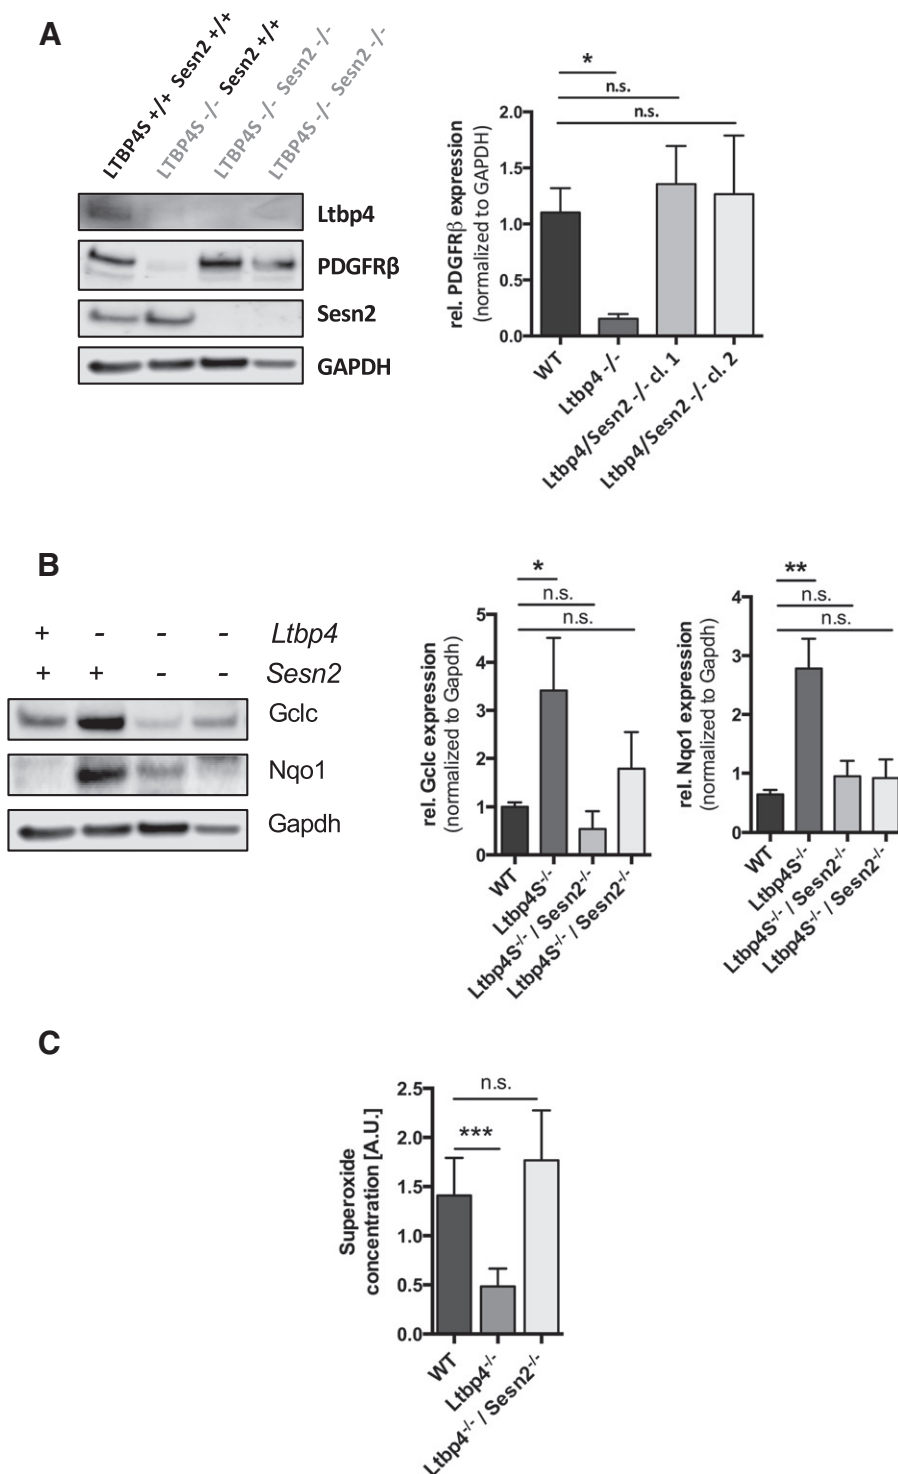 A
LTBP4S +/+ Sesn2 +/+
LTBP4S -/- Sesn2 +/+
LTBP4S -/- Sesn2 -/-
LTBP4S -/- Sesn2 -/-
Ltbp4
PDGFRβ
Sesn2
GAPDH
rel. PDGFRβ expression
(normalized to GAPDH)
*
n.s.
n.s.
2.0
1.5
1.0
0.5
0.0
WT
Ltbp4 -/-
Ltbp4/Sesn2 -/- cl. 1
Ltbp4/Sesn2 -/- cl. 2
B
+ - - - Ltbp4
+ + - - Sesn2
Gclc
Nqo1
Gapdh
rel. Gclc expression
(normalized to Gapdh)
*
n.s.
n.s.
5
4
3
2
1
0
WT
Ltbp4S-/-
Ltbp4S-/- / Sesn2-/-
Ltbp4S-/- / Sesn2-/-
rel. Nqo1 expression
(normalized to Gapdh)
**
n.s.
n.s.
4
3
2
1
0
WT
Ltbp4S-/-
Ltbp4S-/- / Sesn2-/-
Ltbp4S-/- / Sesn2-/-
C
Superoxide
concentration [A.U.]
n.s.
***
2.5
2.0
1.5
1.0
0.5
0.0
WT
Ltbp4-/-
Ltbp4-/- / Sesn2-/-